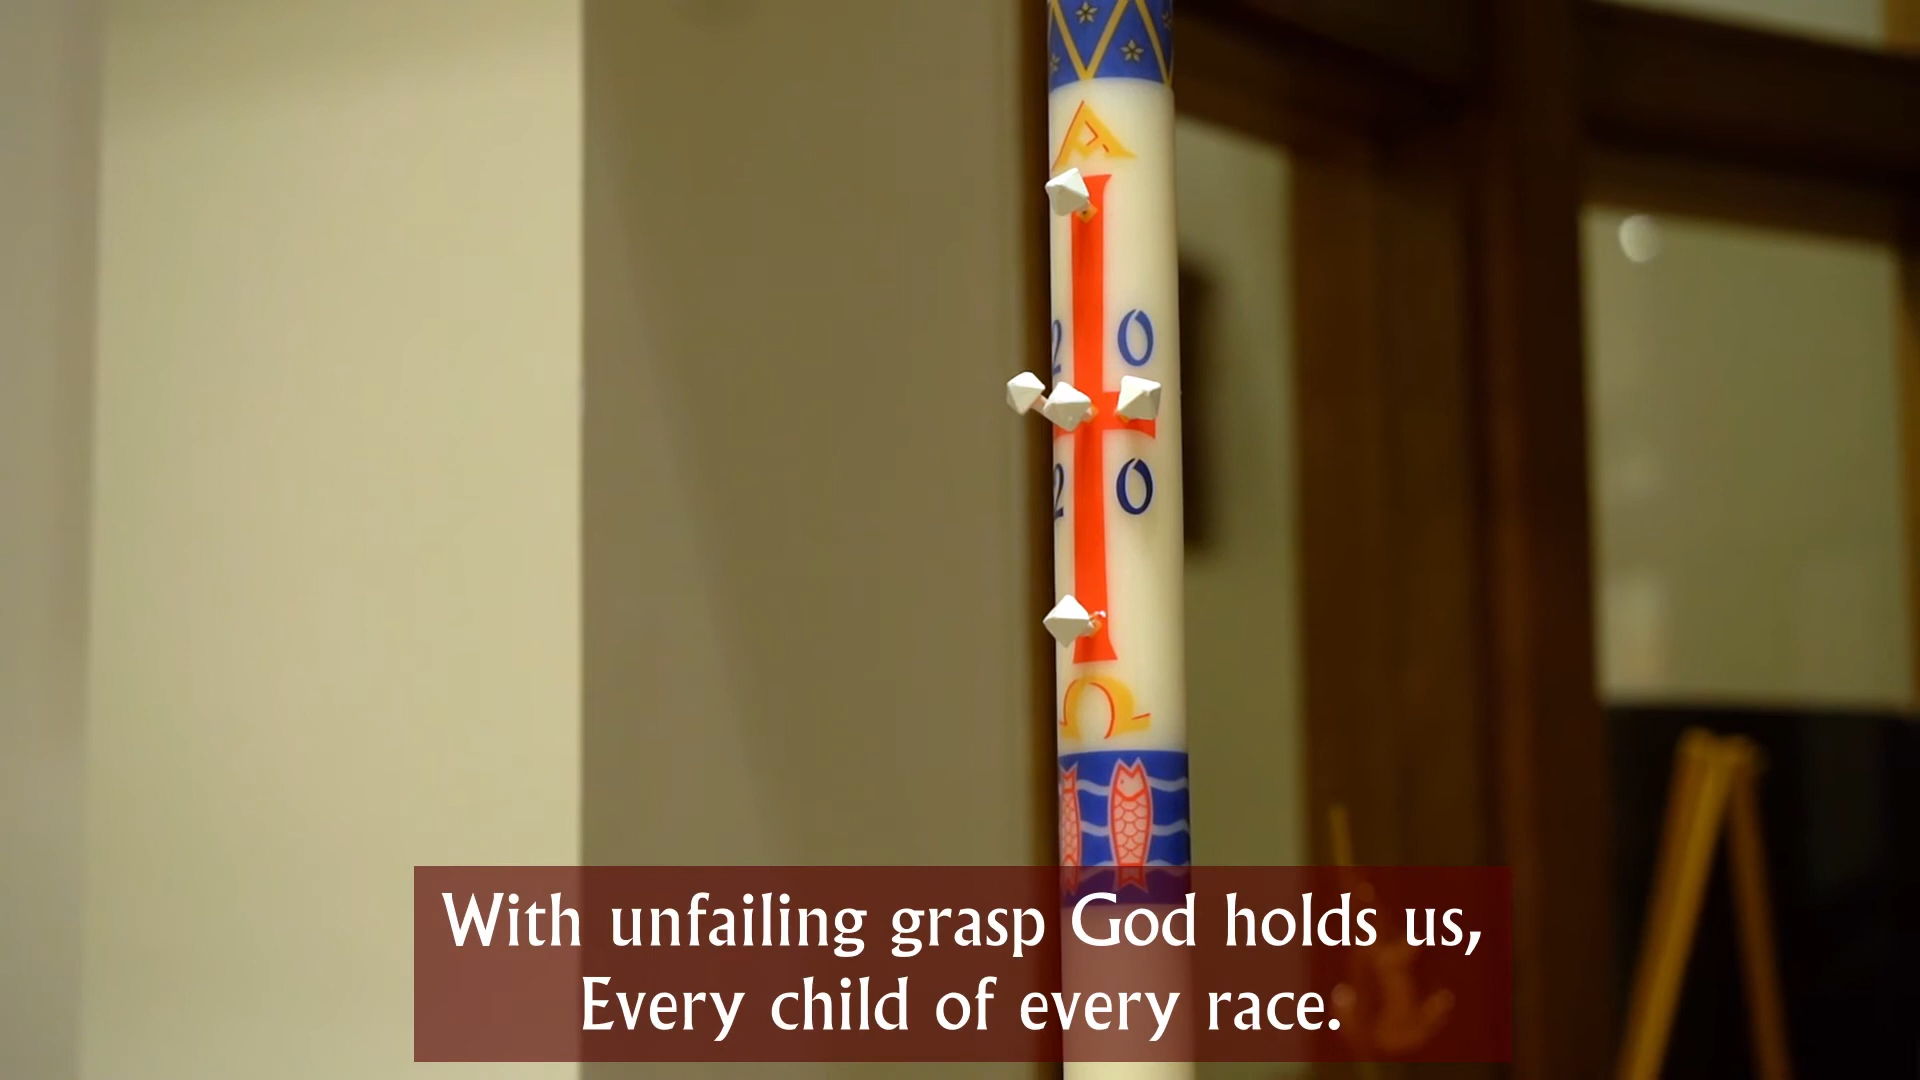 Α
2 0
2 0
Ω
With unfailing grasp God holds us,
Every child of every race.